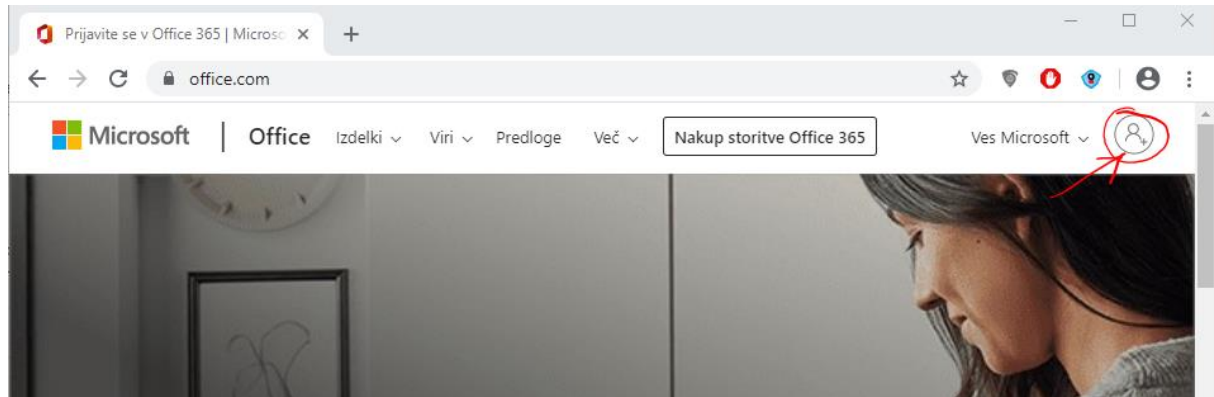 Prijavite se v Office 365 | Microso
office.com
Microsoft | Office Izdelki Viri Predloge Več Nakup storitve Office 365 Ves Microsoft